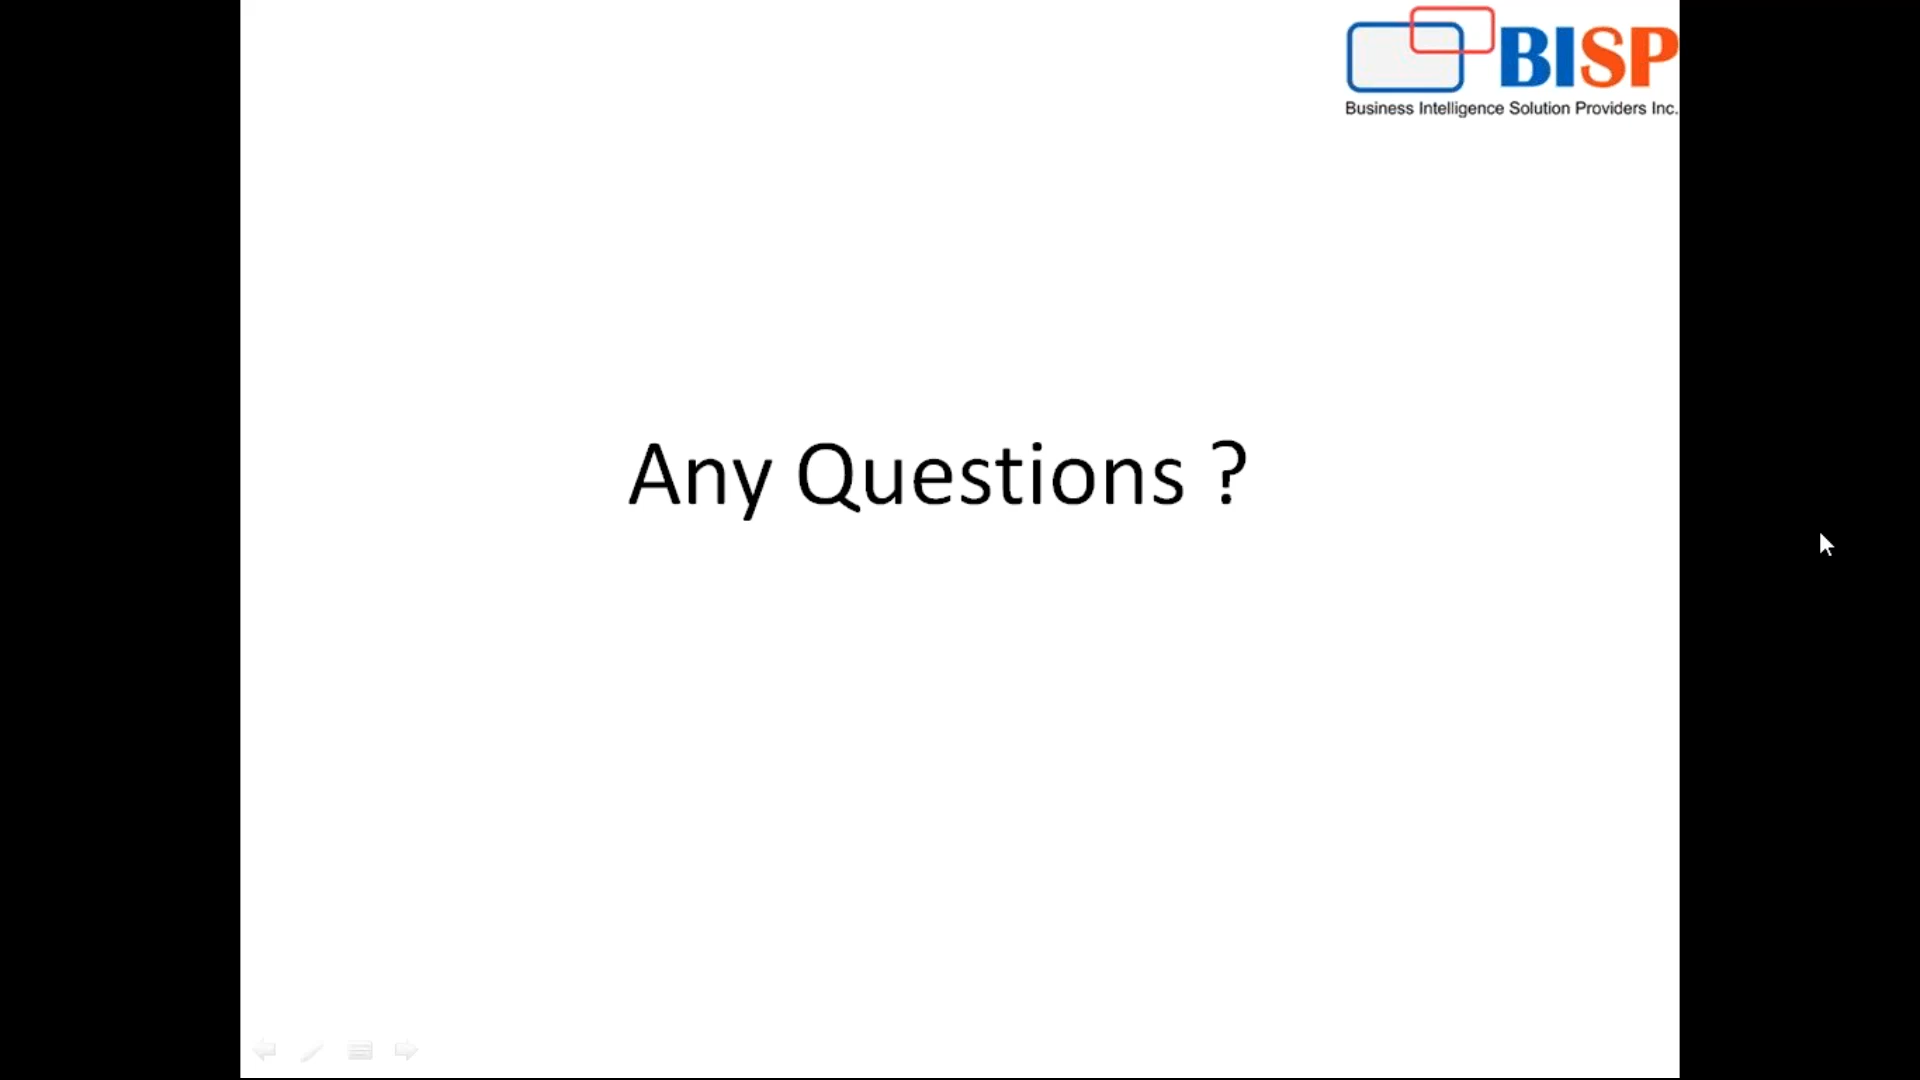 BISP
Business Intelligence Solution Providers Inc.
Any Questions ?